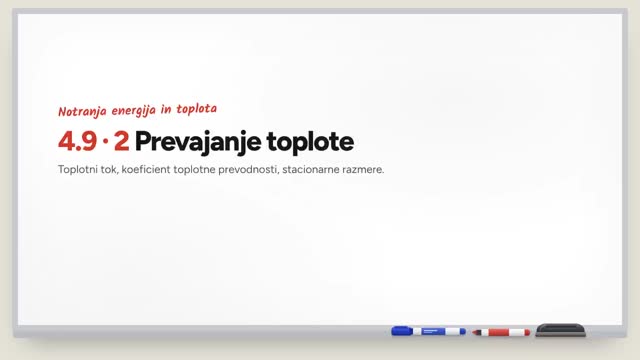 Notranja energija in toplota
4.9 · 2 Prevajanje toplote
Toplotni tok, koeficient toplotne prevodnosti, stacionarne razmere.